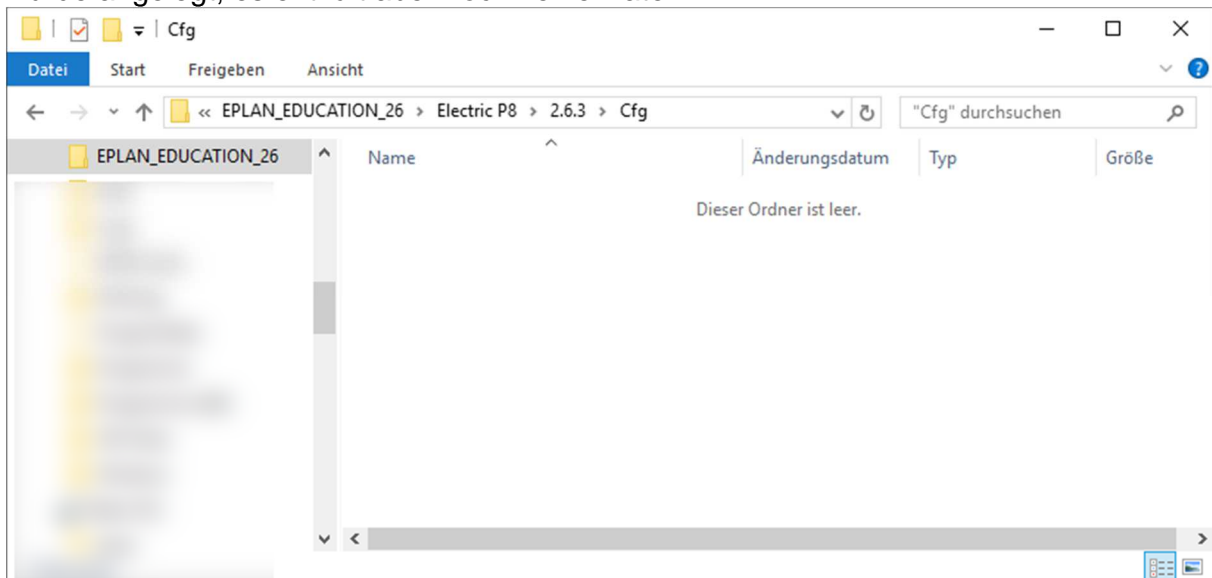 Cfg
Datei Start Freigeben Ansicht
« EPLAN_EDUCATION_26 > Electric P8 > 2.6.3 > Cfg "Cfg" durchsuchen
EPLAN_EDUCATION_26 Name Änderungsdatum Typ Größe
Dieser Ordner ist leer.